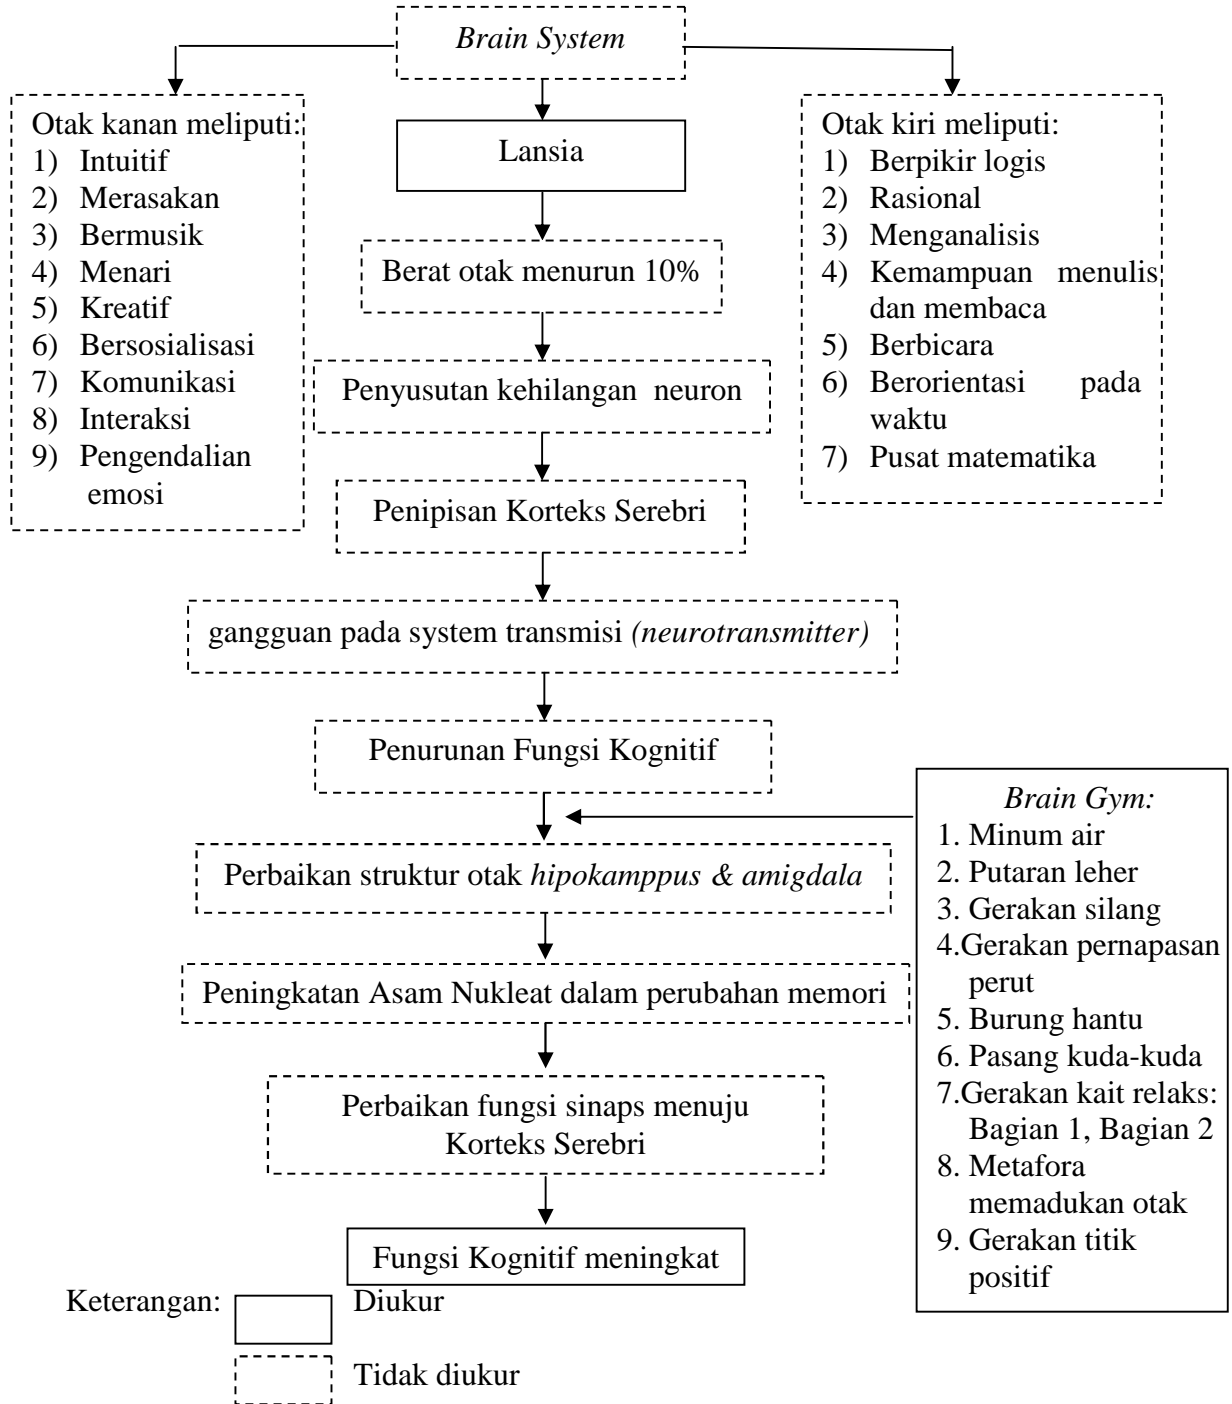 Brain System
Otak kanan meliputi:
1) Intuitif
2) Merasakan
3) Bermusik
4) Menari
5) Kreatif
6) Bersosialisasi
7) Komunikasi
8) Interaksi
9) Pengendalian
emosi
Lansia
Berat otak menurun 10%
Penyusutan kehilangan neuron
Penipisan Korteks Serebri
Otak kiri meliputi:
1) Berpikir logis
2) Rasional
3) Menganalisis
4) Kemampuan menulis
dan membaca
5) Berbicara
6) Berorientasi pada
waktu
7) Pusat matematika
gangguan pada system transmisi (neurotransmitter)
Penurunan Fungsi Kognitif
Perbaikan struktur otak hipokamppus & amigdala
Peningkatan Asam Nukleat dalam perubahan memori
Perbaikan fungsi sinaps menuju
Korteks Serebri
Fungsi Kognitif meningkat
Brain Gym:
1. Minum air
2. Putaran leher
3. Gerakan silang
4.Gerakan pernapasan
perut
5. Burung hantu
6. Pasang kuda-kuda
7.Gerakan kait relaks:
Bagian 1, Bagian 2
8. Metafora
memadukan otak
9. Gerakan titik
positif
Keterangan:
Diukur
Tidak diukur